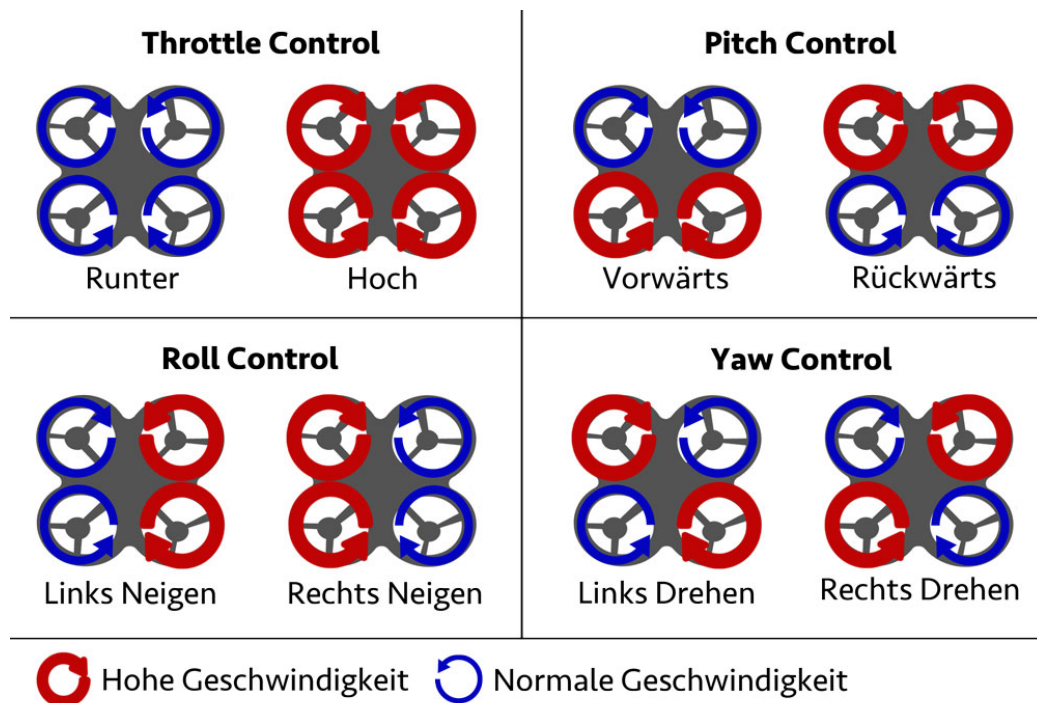 Throttle Control
Pitch Control
Runter
Hoch
Vorwärts
Rückwärts
Roll Control
Yaw Control
Links Neigen
Rechts Neigen
Links Drehen
Rechts Drehen
Hohe Geschwindigkeit
Normale Geschwindigkeit